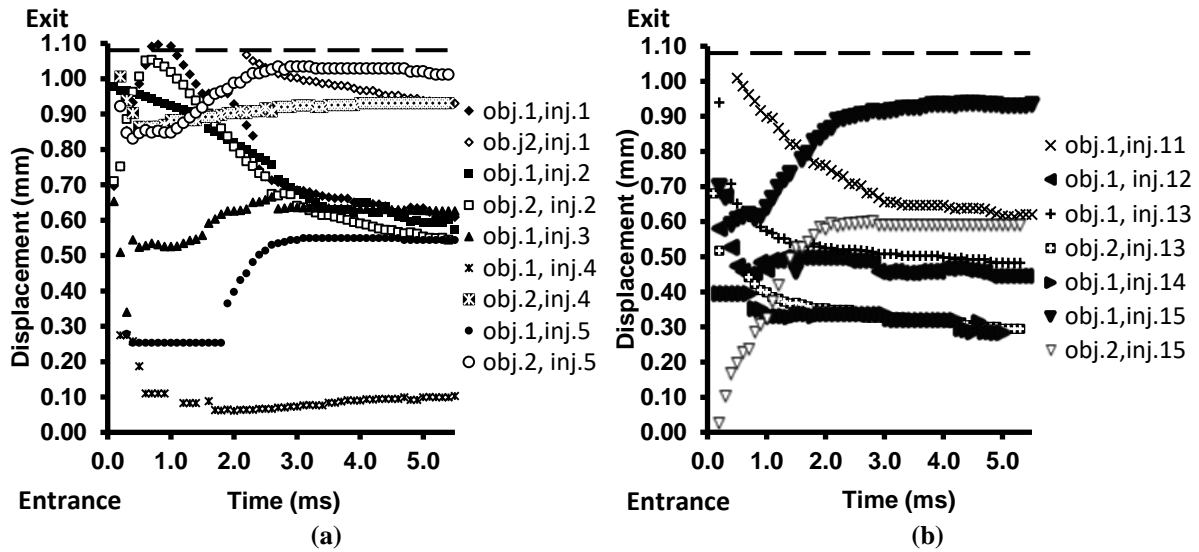 Exit
1.10
1.00
0.90
0.80
0.70
0.60
0.50
0.40
0.30
0.20
0.10
0.00
Displacement (mm)
0.0 1.0 2.0 3.0 4.0 5.0
Entrance Time (ms)
obj.1,inj.1
ob.j2,inj.1
obj.1,inj.2
obj.2, inj.2
obj.1,inj.3
obj.1, inj.4
obj.2, inj.4
obj.1,inj.5
obj.2, inj.5
(a)
Exit
1.10
1.00
0.90
0.80
0.70
0.60
0.50
0.40
0.30
0.20
0.10
0.00
Displacement (mm)
0.0 1.0 2.0 3.0 4.0 5.0
Entrance Time (ms)
obj.1,inj.11
obj.1, inj.12
obj.1, inj.13
obj.2,inj.13
obj.1,inj.14
obj.1,inj.15
obj.2,inj.15
(b)